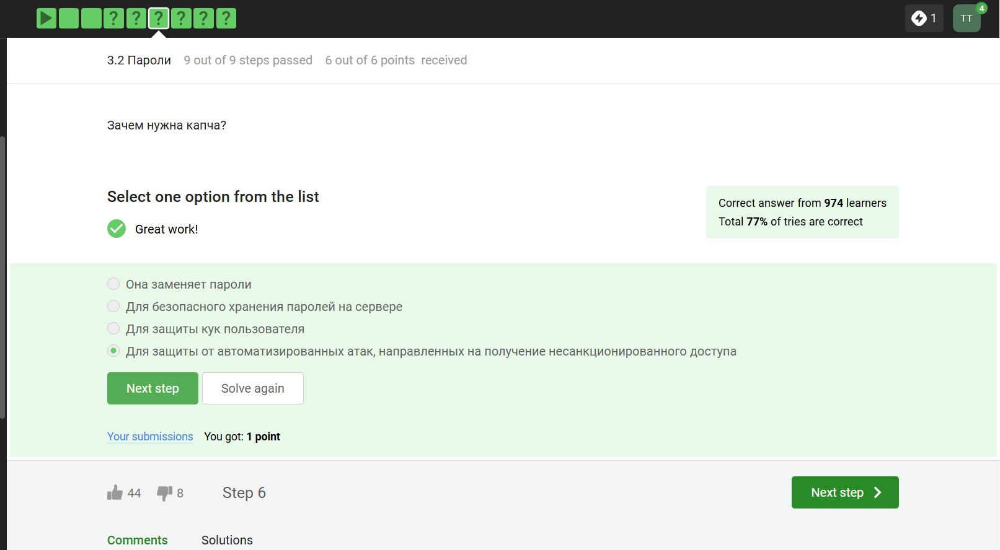 ? ? ? ? ? ?
1
TT
4
3.2 Пароли 9 out of 9 steps passed 6 out of 6 points received
Зачем нужна капча?
Select one option from the list
Great work!
Correct answer from 974 learners
Total 77% of tries are correct
Она заменяет пароли
Для безопасного хранения паролей на сервере
Для защиты кук пользователя
Для защиты от автоматизированных атак, направленных на получение несанкционированного доступа
Next step Solve again
Your submissions You got: 1 point
44 8 Step 6 Next step
Comments Solutions